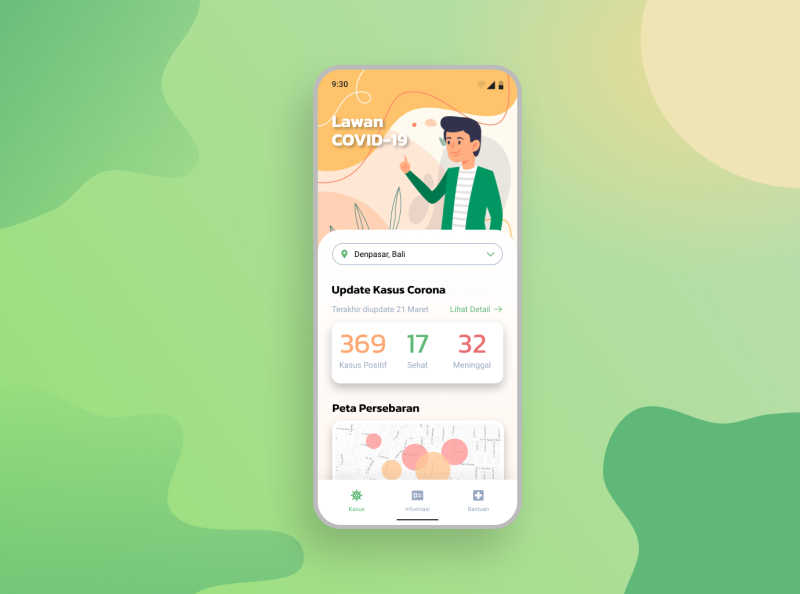 9:30
Lawan
COVID-19
Denpasar, Bali
Update Kasus Corona
Terakhir diupdate 21 Maret
Lihat Detail
369
17
32
Kasus Positif
Sehat
Meninggal
Peta Persebaran
Kasus
Informasi
Bantuan